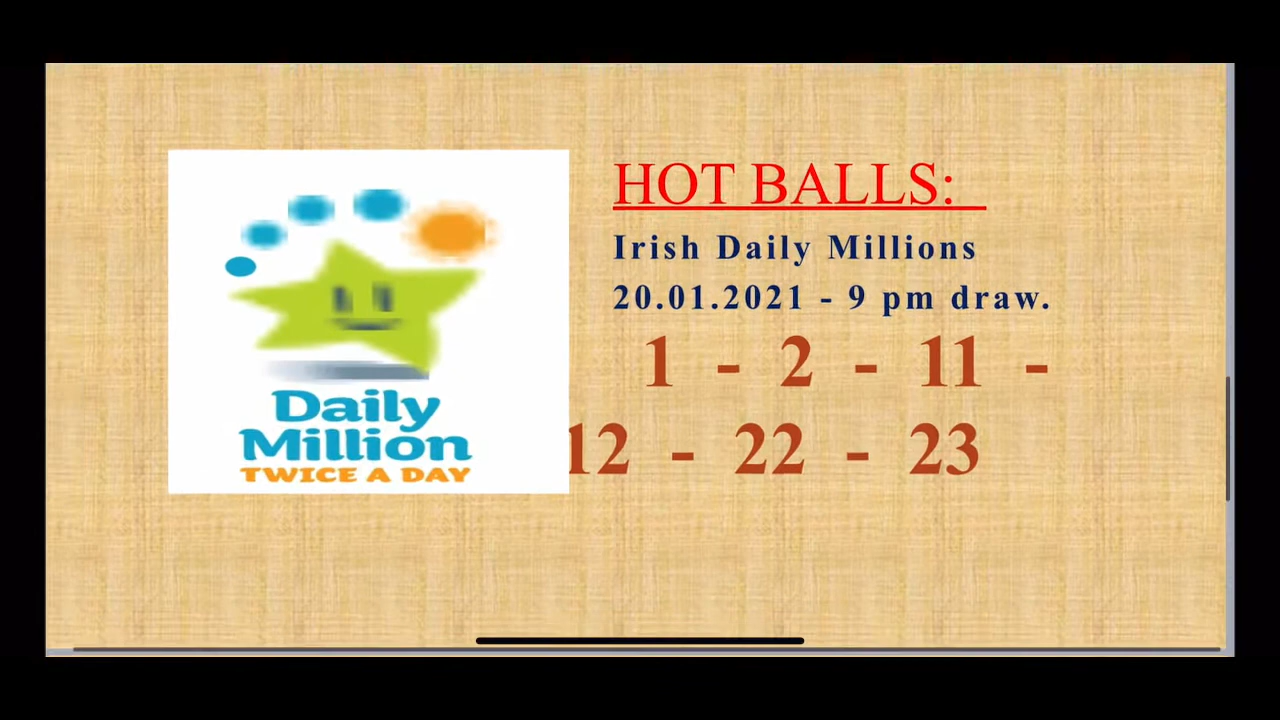 HOT BALLS:
Irish Daily Millions
20.01.2021 - 9 pm draw.
1 - 2 - 11 -
12 - 22 - 23
Daily
Million
TWICE A DAY